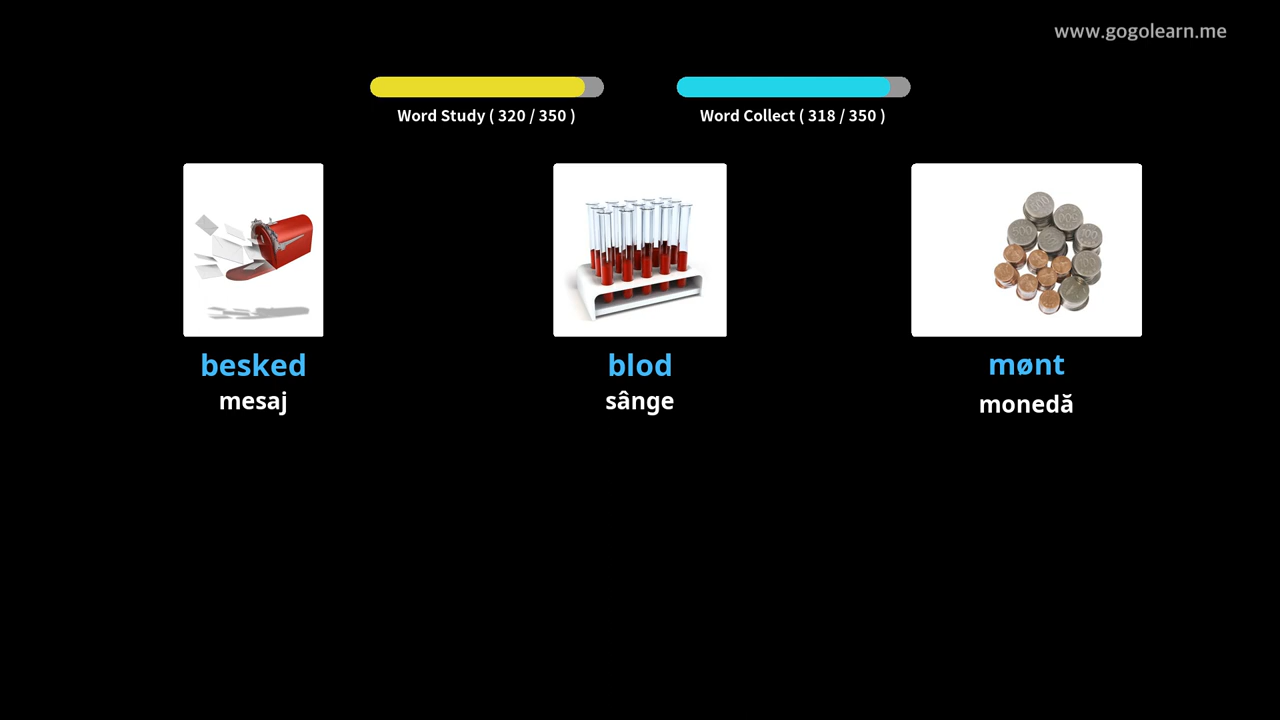 www.gogolearn.me
Word Study ( 320 / 350 )
Word Collect ( 318 / 350 )
besked
mesaj
blod
sânge
mønt
monedă